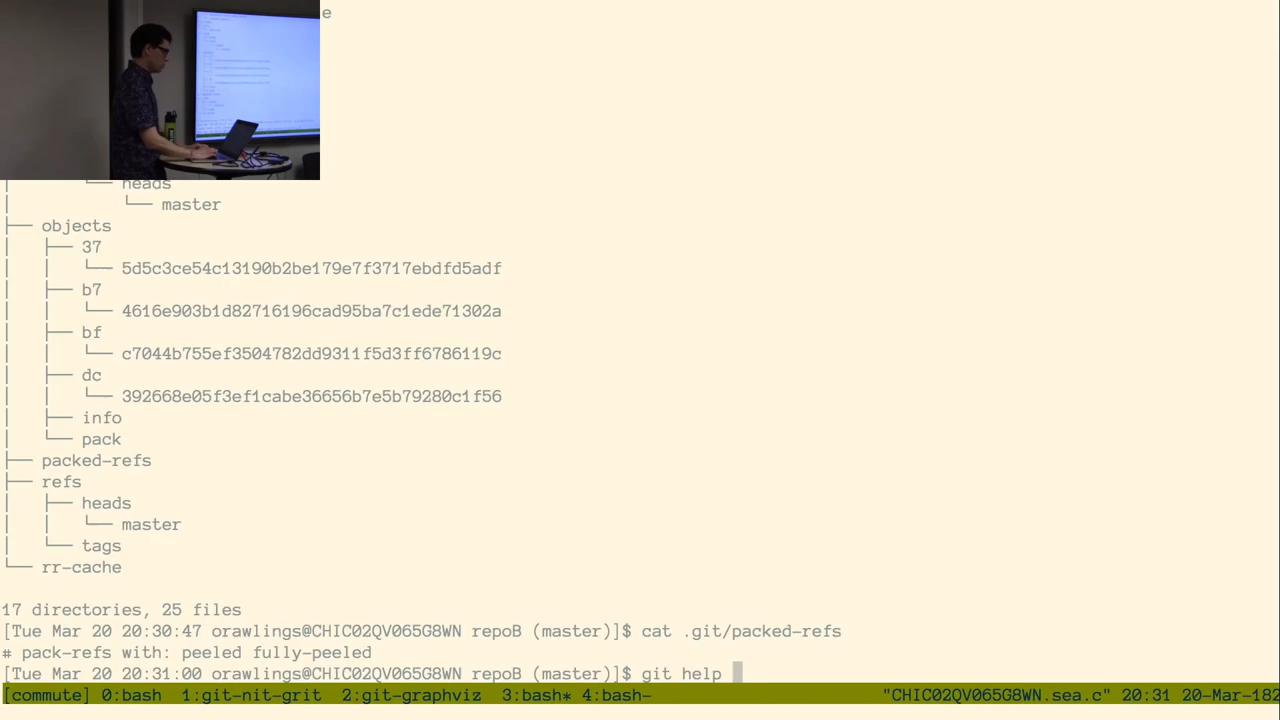 e
│       └── heads
│           └── master
├── objects
│   ├── 37
│   │   └── 5d5c3ce54c13190b2be179e7f3717ebdfd5adf
│   ├── b7
│   │   └── 4616e903b1d82716196cad95ba7c1ede71302a
│   ├── bf
│   │   └── c7044b755ef3504782dd9311f5d3ff6786119c
│   ├── dc
│   │   └── 392668e05f3ef1cabe36656b7e5b79280c1f56
│   ├── info
│   └── pack
├── packed-refs
├── refs
│   ├── heads
│   │   └── master
│   └── tags
└── rr-cache
17 directories, 25 files
[Tue Mar 20 20:30:47 orawlings@CHIC02QV065G8WN repoB (master)]$ cat .git/packed-refs
# pack-refs with: peeled fully-peeled
[Tue Mar 20 20:31:00 orawlings@CHIC02QV065G8WN repoB (master)]$ git help
[commute] 0:bash  1:git-nit-grit  2:git-graphviz  3:bash* 4:bash-  "CHIC02QV065G8WN.sea.c" 20:31 20-Mar-182